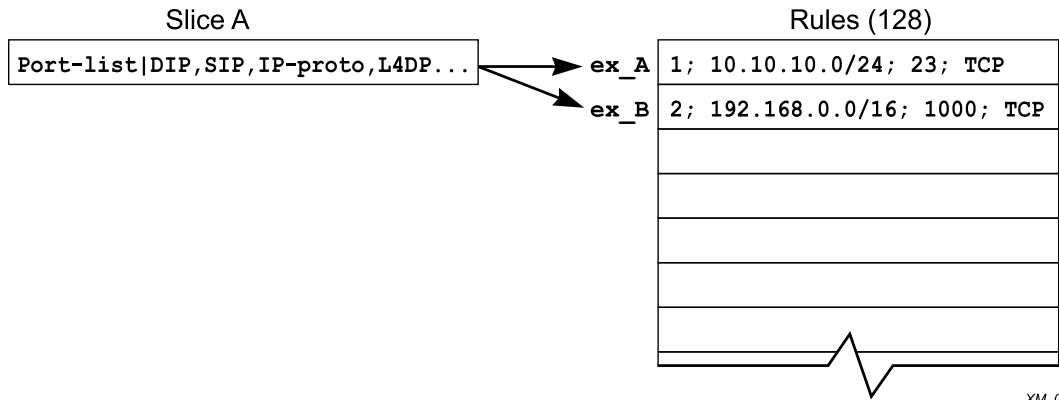 Slice A
Rules (128)
Port-list|DIP,SIP,IP-proto,L4DP...
ex_A
1; 10.10.10.0/24; 23; TCP
ex_B
2; 192.168.0.0/16; 1000; TCP